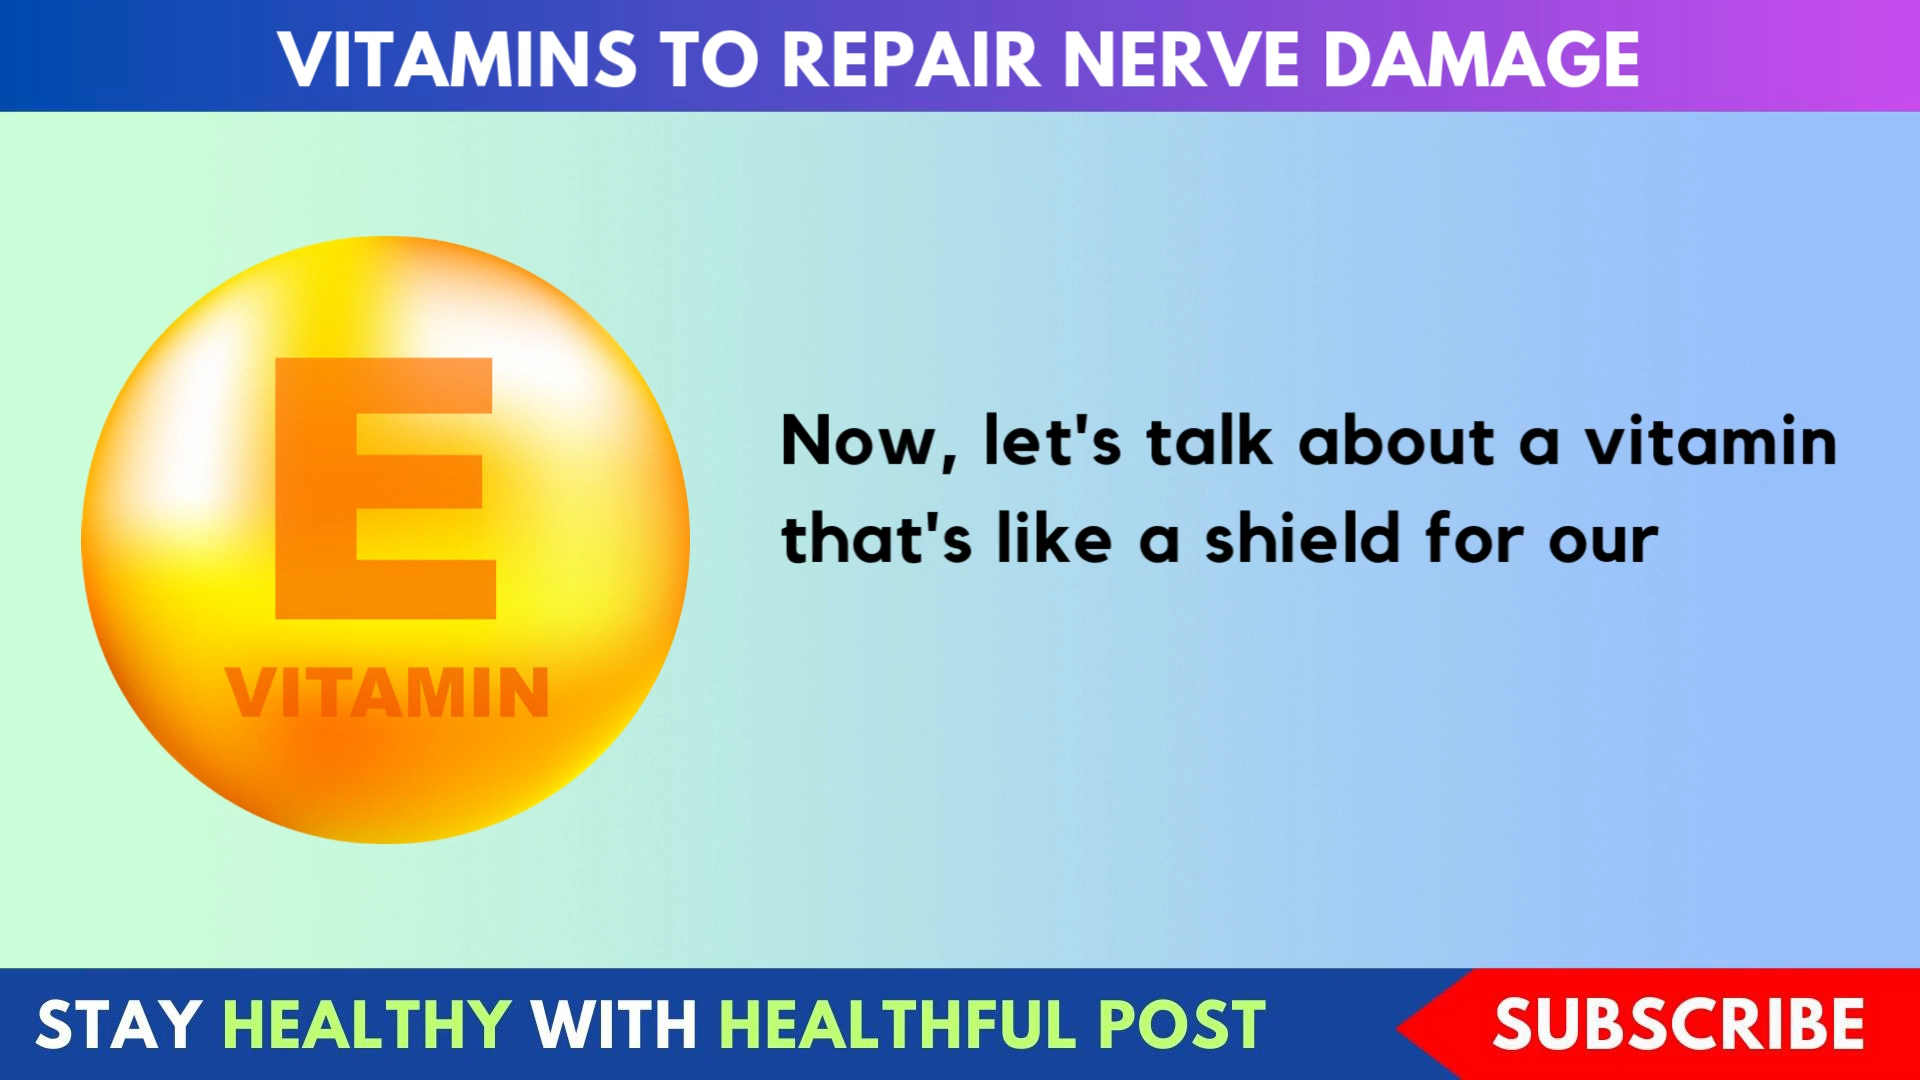 VITAMINS TO REPAIR NERVE DAMAGE
E
VITAMIN
Now, let's talk about a vitamin
that's like a shield for our
STAY HEALTHY WITH HEALTHFUL POST
SUBSCRIBE